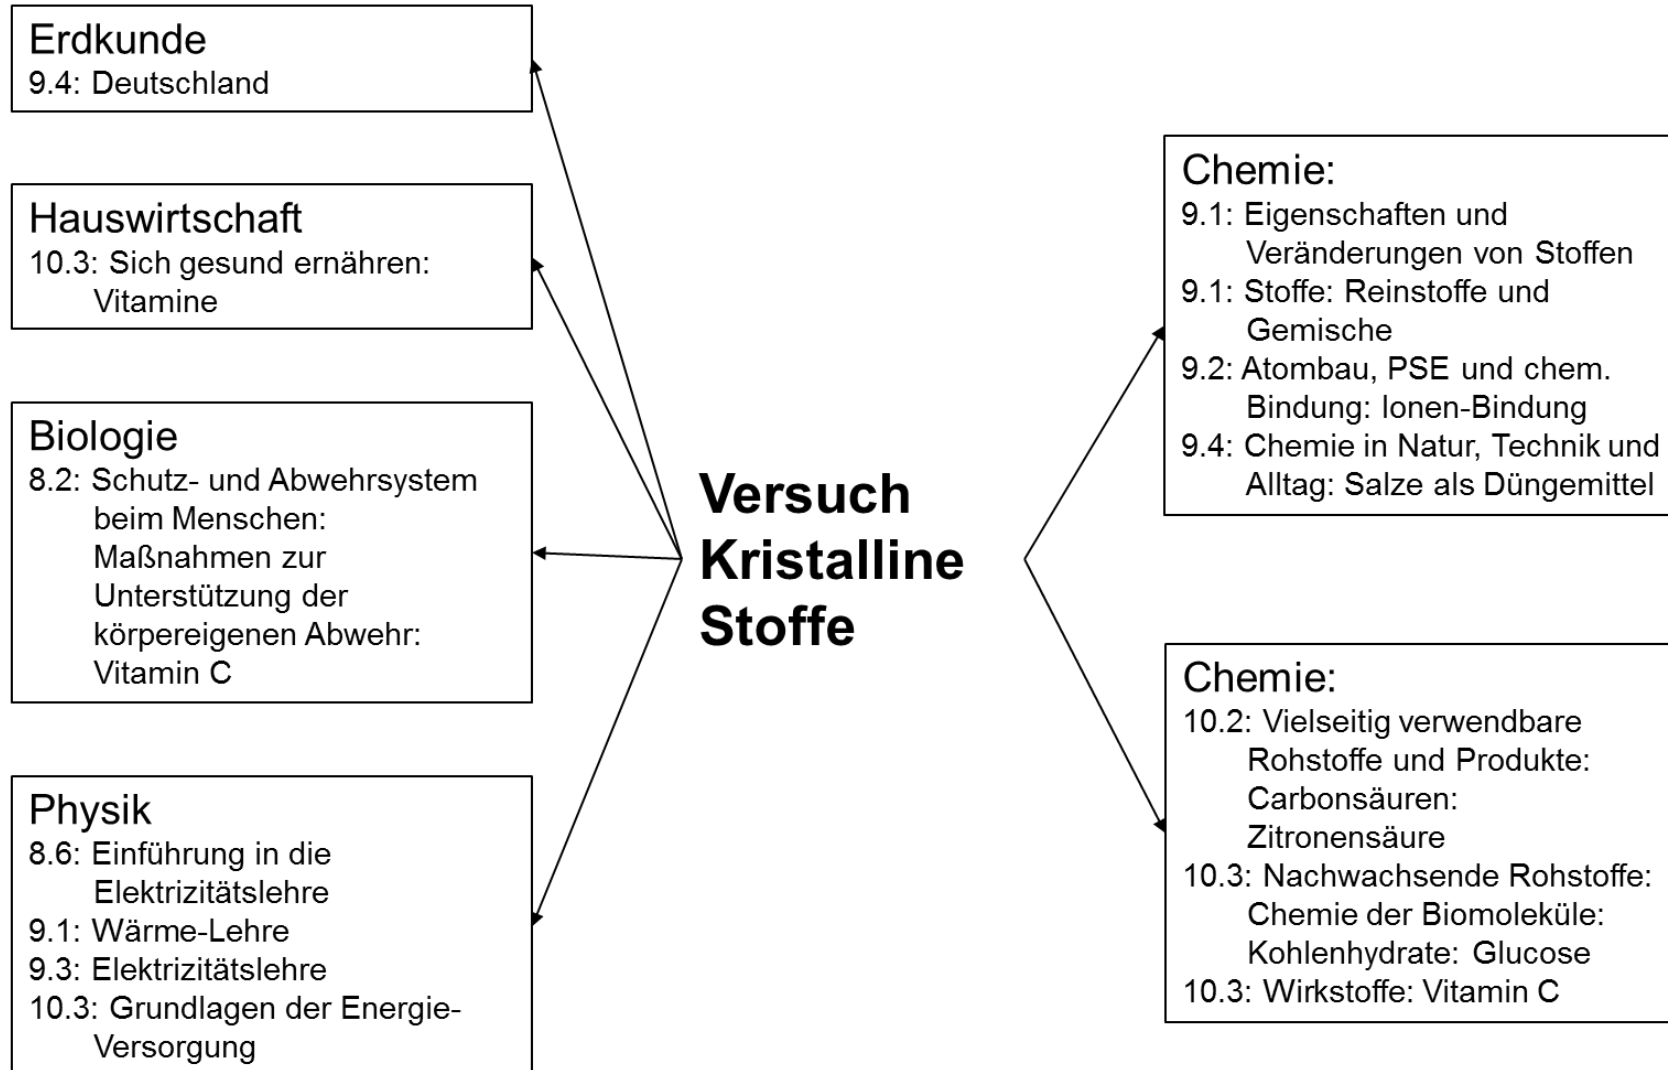 Erdkunde
9.4: Deutschland
Hauswirtschaft
10.3: Sich gesund ernähren:
Vitamine
Biologie
8.2: Schutz- und Abwehrsystem
beim Menschen:
Maßnahmen zur
Unterstützung der
körpereigenen Abwehr:
Vitamin C
Physik
8.6: Einführung in die
Elektrizitätslehre
9.1: Wärme-Lehre
9.3: Elektrizitätslehre
10.3: Grundlagen der Energie-
Versorgung
Versuch
Kristalline
Stoffe
Chemie:
9.1: Eigenschaften und
Veränderungen von Stoffen
9.1: Stoffe: Reinstoffe und
Gemische
9.2: Atombau, PSE und chem.
Bindung: Ionen-Bindung
9.4: Chemie in Natur, Technik und
Alltag: Salze als Düngemittel
Chemie:
10.2: Vielseitig verwendbare
Rohstoffe und Produkte:
Carbonsäuren:
Zitronensäure
10.3: Nachwachsende Rohstoffe:
Chemie der Biomoleküle:
Kohlenhydrate: Glucose
10.3: Wirkstoffe: Vitamin C